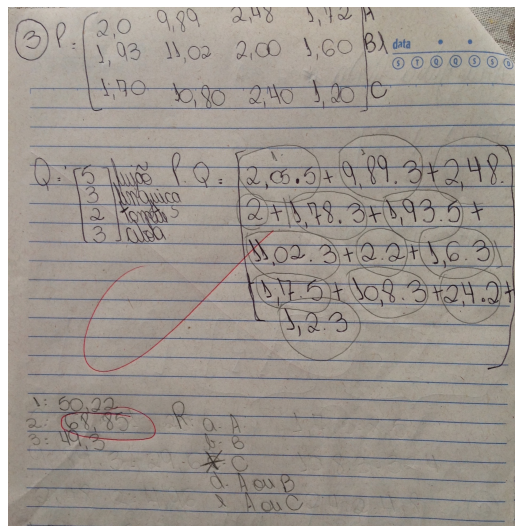 3 P = 2,0 9,89 2,48 1,72 A
1,93 11,02 2,00 1,60 B
data
S T Q Q S S D
1,70 10,80 2,40 1,20 C
Q = 5 feijão P. Q =
3 linguiça
2 tomate
3 cebola
2,05.5 + 9,89.3 + 2,48.
2 + 1,78.3 + 1,93.5 +
11,02.3 + 2.2 + 1,6.3
1,7.5 + 10,8.3 + 2,4.2 +
1,2.3
1: 50,22
2: 68,85
3: 49,3
R. a. A
b. B
C
d. A ou B
A ou C